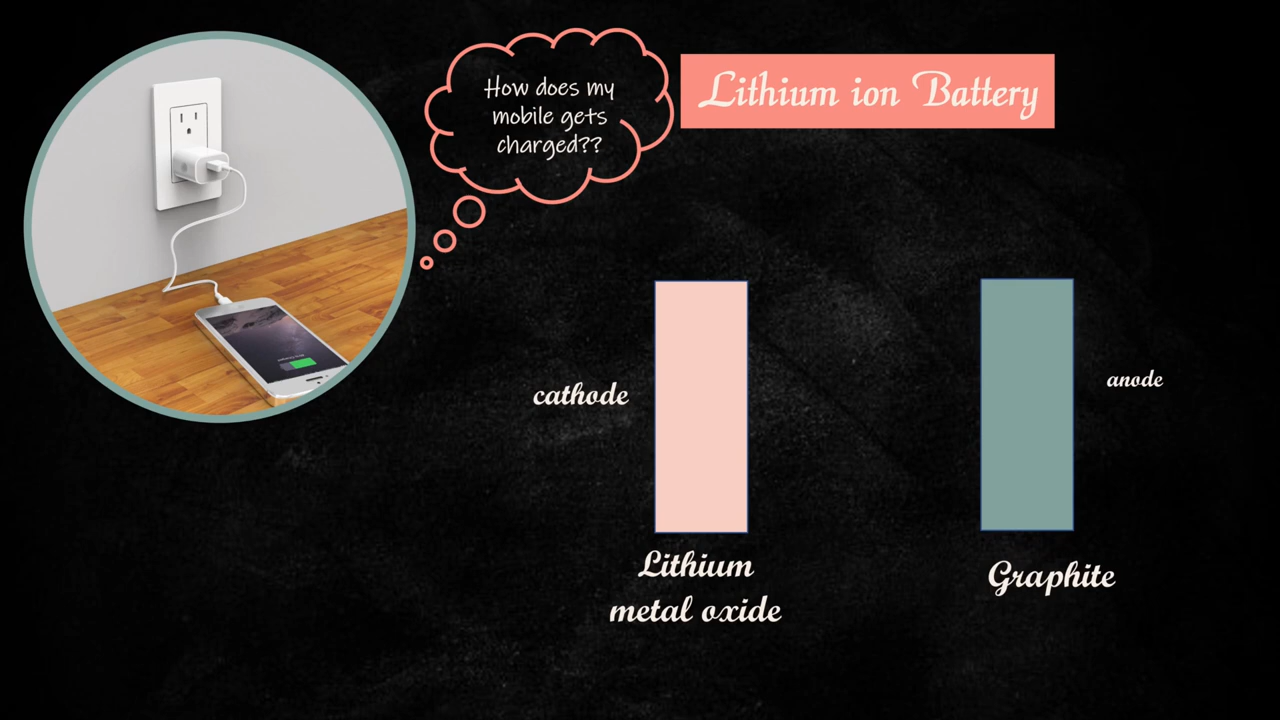 How does my
mobile gets
charged??
Lithium ion Battery
cathode
anode
Lithium
metal oxide
Graphite